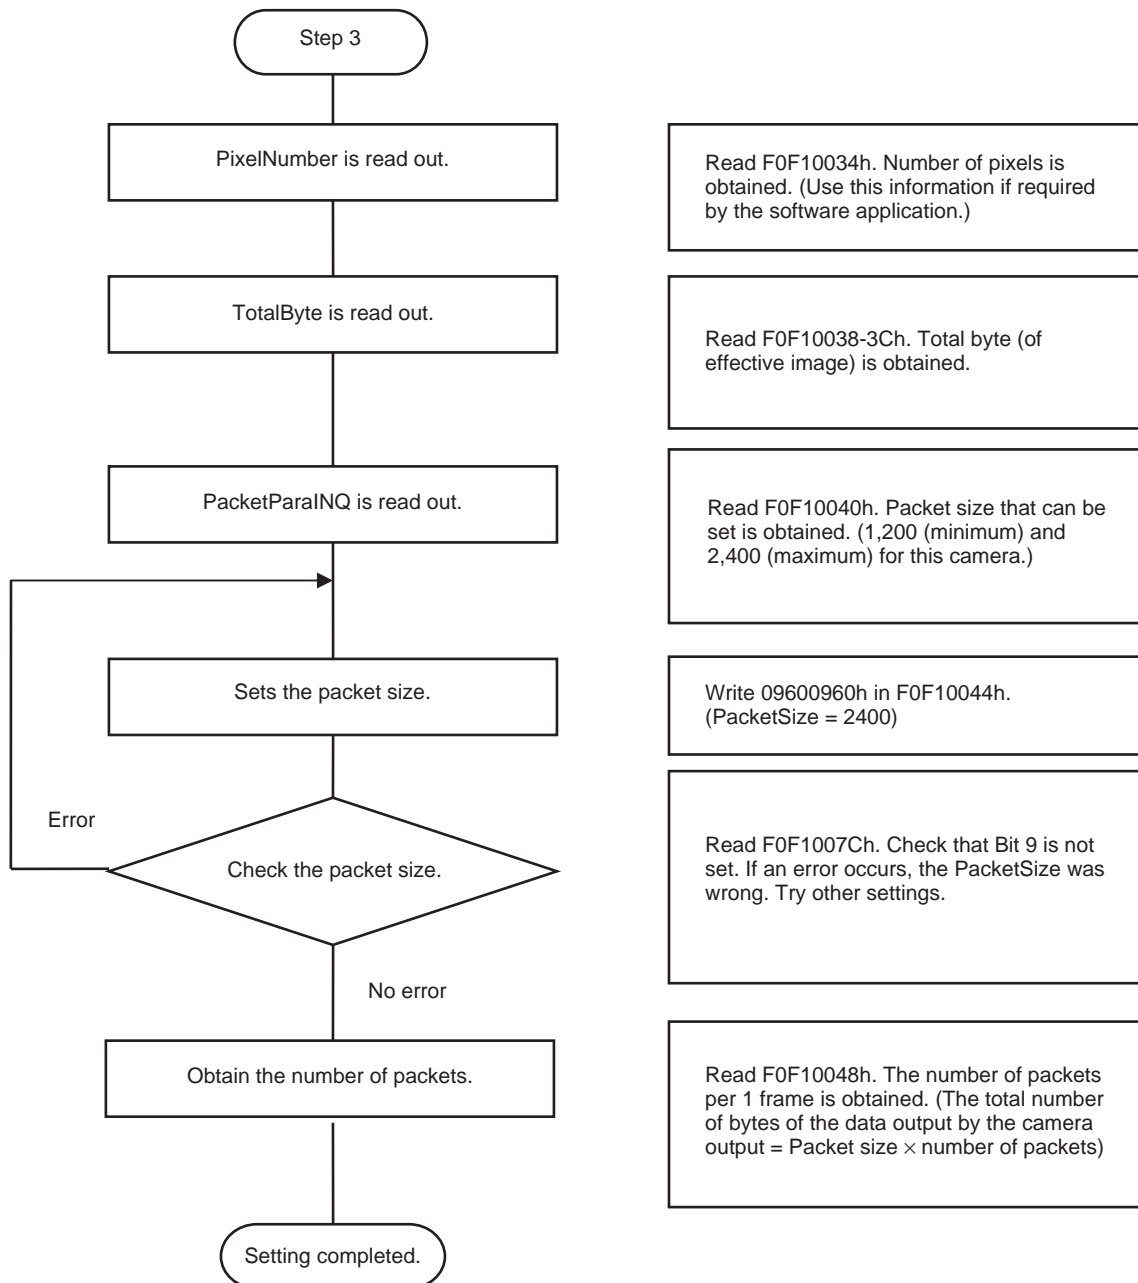 Step 3
PixelNumber is read out.
Read F0F10034h. Number of pixels is
obtained. (Use this information if required
by the software application.)
TotalByte is read out.
Read F0F10038-3Ch. Total byte (of
effective image) is obtained.
PacketParaINQ is read out.
Read F0F10040h. Packet size that can be
set is obtained. (1,200 (minimum) and
2,400 (maximum) for this camera.)
Sets the packet size.
Write 09600960h in F0F10044h.
(PacketSize = 2400)
Error
Check the packet size.
Read F0F1007Ch. Check that Bit 9 is not
set. If an error occurs, the PacketSize was
wrong. Try other settings.
No error
Obtain the number of packets.
Read F0F10048h. The number of packets
per 1 frame is obtained. (The total number
of bytes of the data output by the camera
output = Packet size × number of packets)
Setting completed.